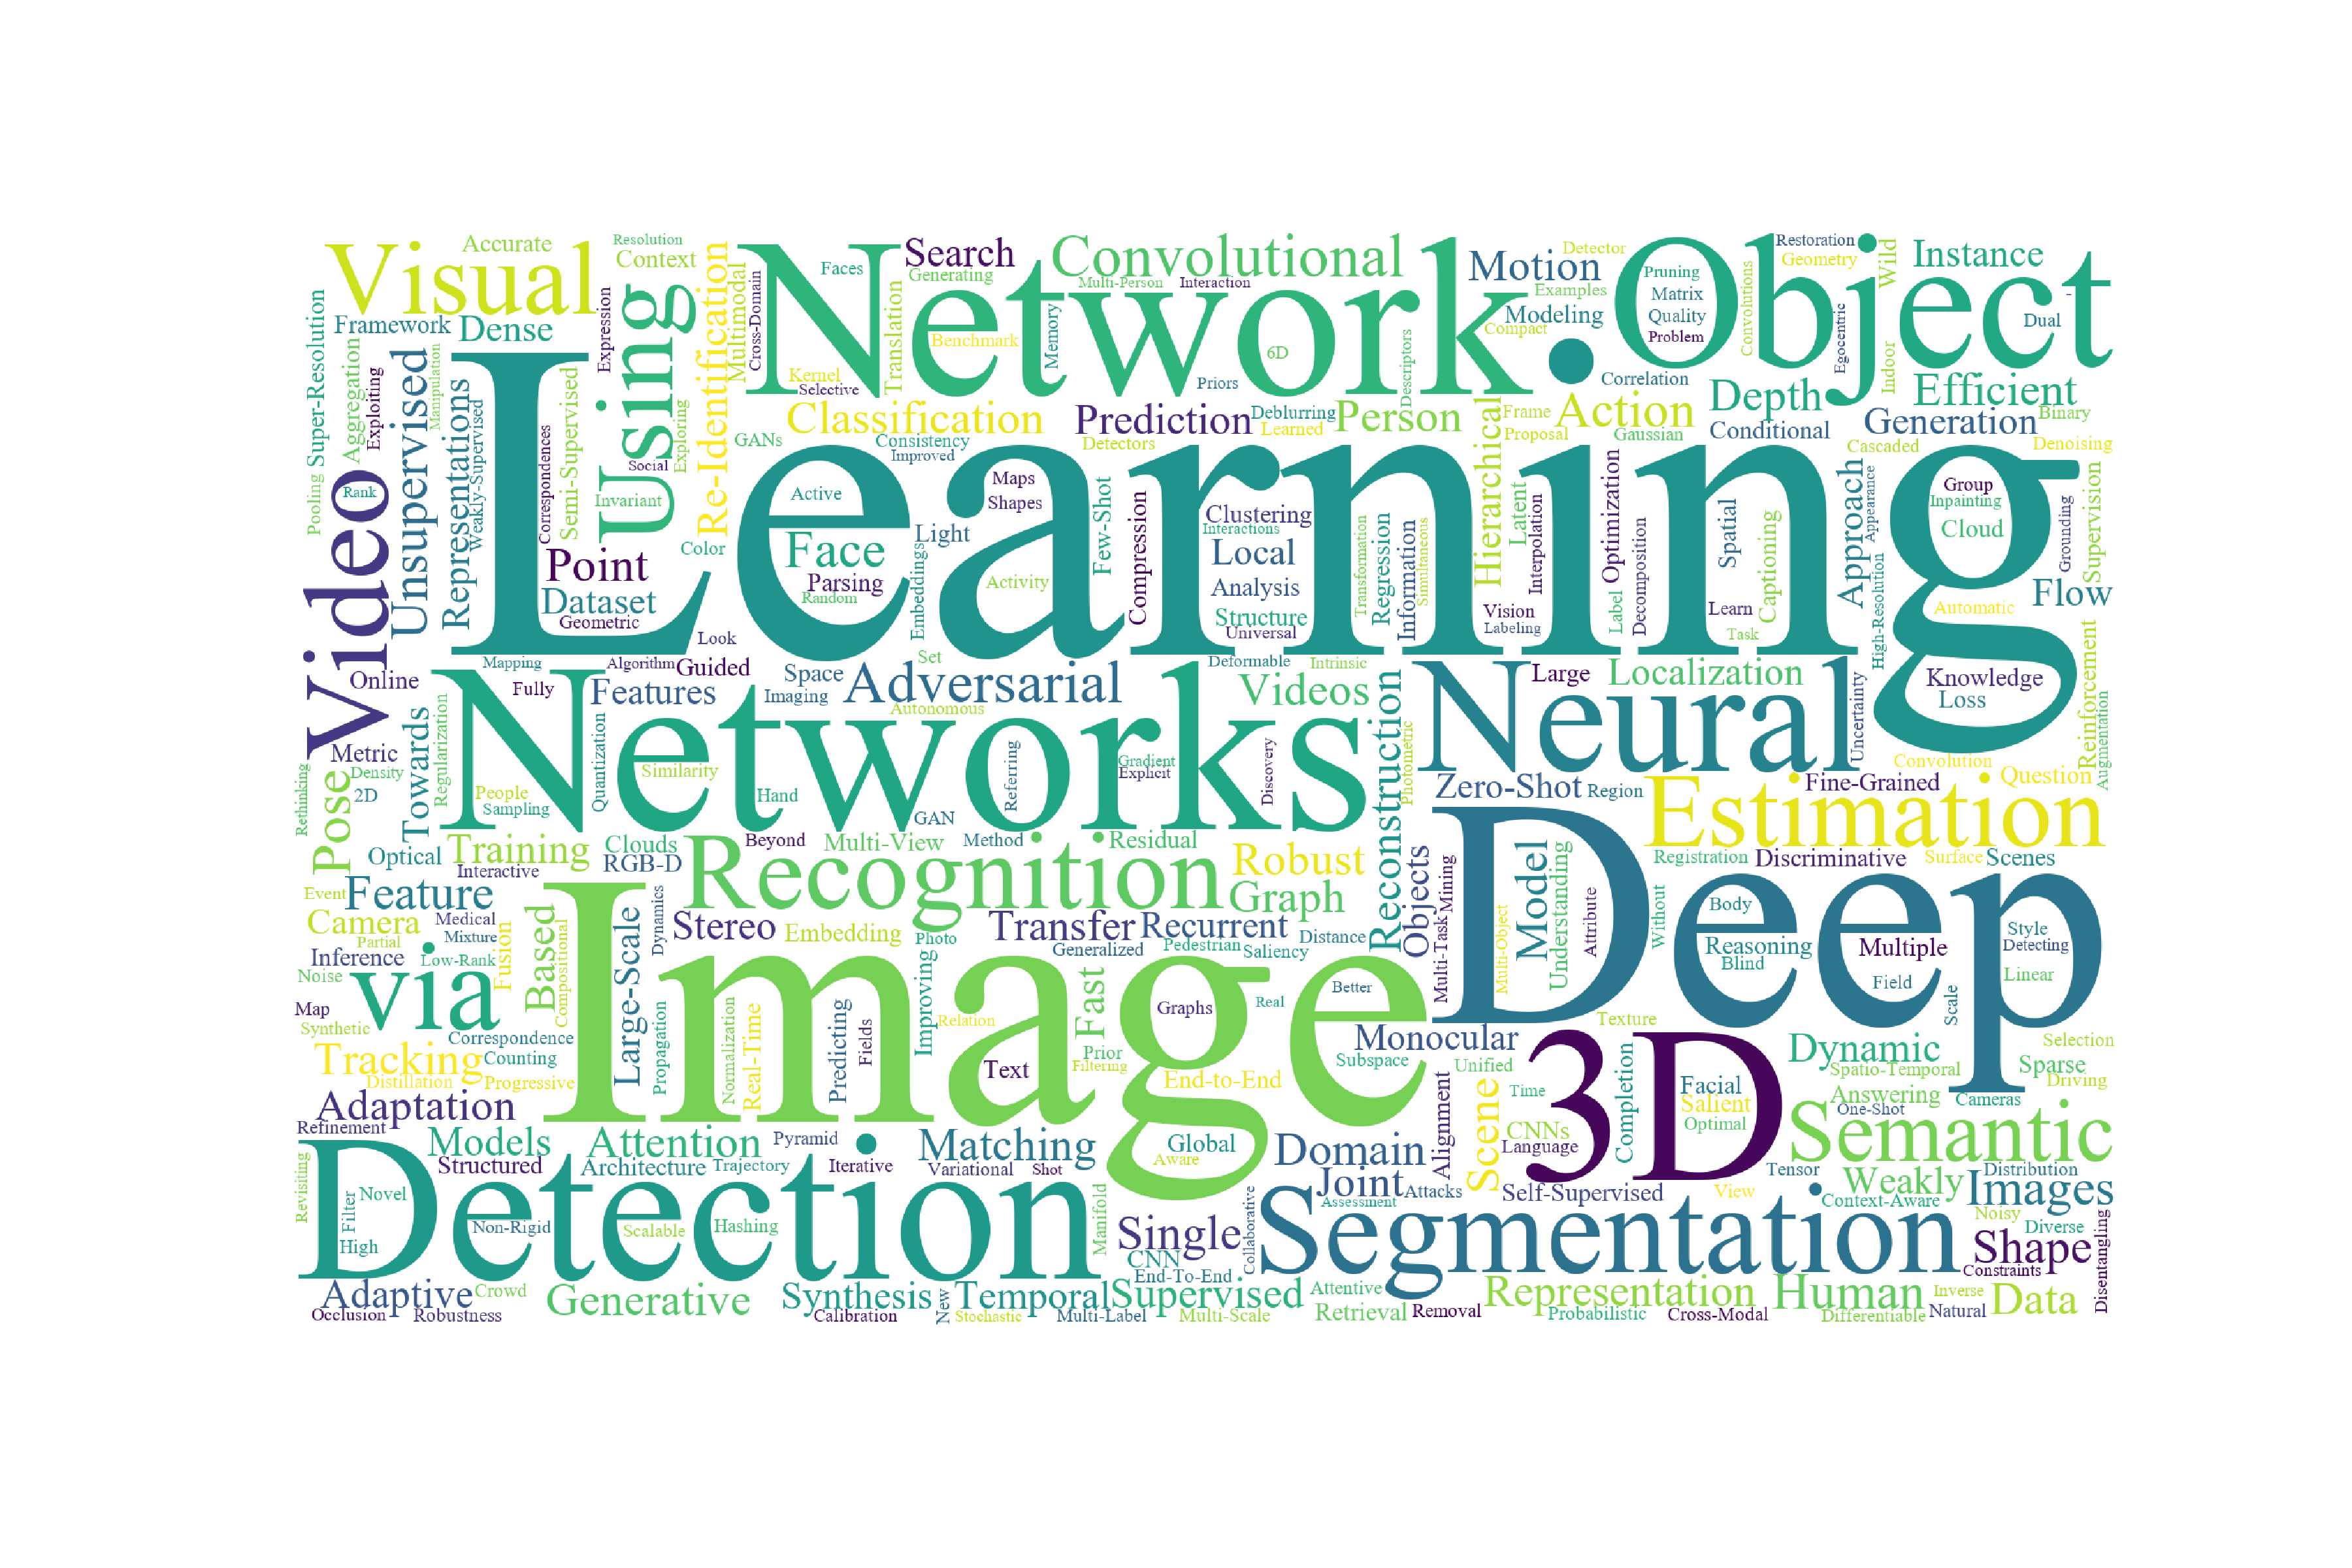 Visual
Accurate
Resolution
Context
Using
Re-Identification
Multimodal
Cross-Domain
Network
Faces
Translation
Search
Generating
Convolutional
Multi-Person
Interaction
Motion
Detector
Examples
Modeling
Compact
Object
Pruning
Matrix
Quality
Problem
Convolutions
Restoration
Geometry
Egocentric
Wild
Indoor
Instance
Dual
Framework
Dense
Expression
Benchmark
Memory
6D
Priors
Descriptors
Correlation
Kernel
Selective
Pooling
Super-Resolution
Aggregation
Exploiting
Unsupervised
Manipulation
Representations
Weakly-Supervised
Correspondences
Semi-Supervised
Social
Exploring
Invariant
Color
GANs
Classification
Consistency
Improved
Prediction
Detectors
Deblurring
Learned
Person
Hierarchical
Frame
Proposal
Action
Gaussian
Depth
Conditional
Generation
Efficient
Binary
Cascaded
Denoising
Video
Rank
Learning
Point
Dataset
Geometric
Face
Parsing
Random
Active
Light
Embeddings
Maps
Shapes
Activity
Few-Shot
Compression
Clustering
Interactions
Local
Analysis
Structure
Universal
Transformation
Regression
Information
Simultaneous
Latent
Vision
Labeling
Interpolation
Label
Optimization
Decomposition
Spatial
Learn
Task
Captioning
Approach
Appearance
High-Resolution
Group
Inpainting
Cloud
Automatic
Grounding
Supervision
Flow
Look
Online
Mapping
Fully
Algorithm
Guided
Features
Space
Imaging
Set
Adversarial
Autonomous
Deformable
Intrinsic
Videos
Reconstruction
Photometric
Large
Localization
Neural
Uncertainty
Knowledge
Loss
Reinforcement
Augmentation
Metric
Density
2D
Rethinking
Pose
Towards
Regularization
Networks
People
Sampling
Quantization
Similarity
Hand
GAN
Referring
Gradient
Explicit
Discovery
Zero-Shot
Region
Fine-Grained
Convolution
Question
Estimation
Optical
Training
Interactive
Clouds
RGB-D
Beyond
Multi-View
Method
Residual
Recognition
Robust
Graph
Objects
Mining
Multi-Task
Model
Understanding
Registration
Discriminative
Surface
Scenes
Deep
Event
Feature
Camera
Medical
Partial
Mixture
Inference
Low-Rank
Noise
Fusion
Based
Compositional
Large-Scale
Dynamics
Stereo
Embedding
Photo
Transfer
Generalized
Recurrent
Pedestrian
Saliency
Distance
Multi-Object
Attribute
Without
Body
Reasoning
Blind
Multiple
Field
Style
Detecting
Linear
Scale
via
Map
Synthetic
Correspondence
Counting
Tracking
Distillation
Progressive
Image
Propagation
Normalization
Real-Time
Predicting
Fields
Improving
Relation
Text
Fast
Prior
Filtering
Graphs
Real
Better
End-to-End
Monocular
Subspace
Unified
Texture
3D
Time
Completion
Facial
Salient
Optimal
Dynamic
Spatio-Temporal
Answering
One-Shot
Cameras
Sparse
Driving
Selection
Adaptation
Refinement
Models
Structured
Attention
Architecture
Trajectory
Pyramid
Iterative
Matching
Variational
Shot
Global
Aware
Domain
Joint
Attacks
Assessment
Alignment
Scene
CNNs
Language
Self-Supervised
View
Tensor
Semantic
Weakly
Context-Aware
Distribution
Images
Noisy
Diverse
Revisiting
Detection
Filter
Novel
High
Non-Rigid
Scalable
Hashing
Manifold
Single
CNN
End-To-End
Collaborative
Segmentation
Shape
Constraints
Disentangling
Adaptive
Crowd
Occlusion
Robustness
Generative
Synthesis
Calibration
New
Temporal
Stochastic
Supervised
Multi-Label
Multi-Scale
Attentive
Retrieval
Removal
Representation
Probabilistic
Cross-Modal
Human
Differentiable
Inverse
Natural
Data